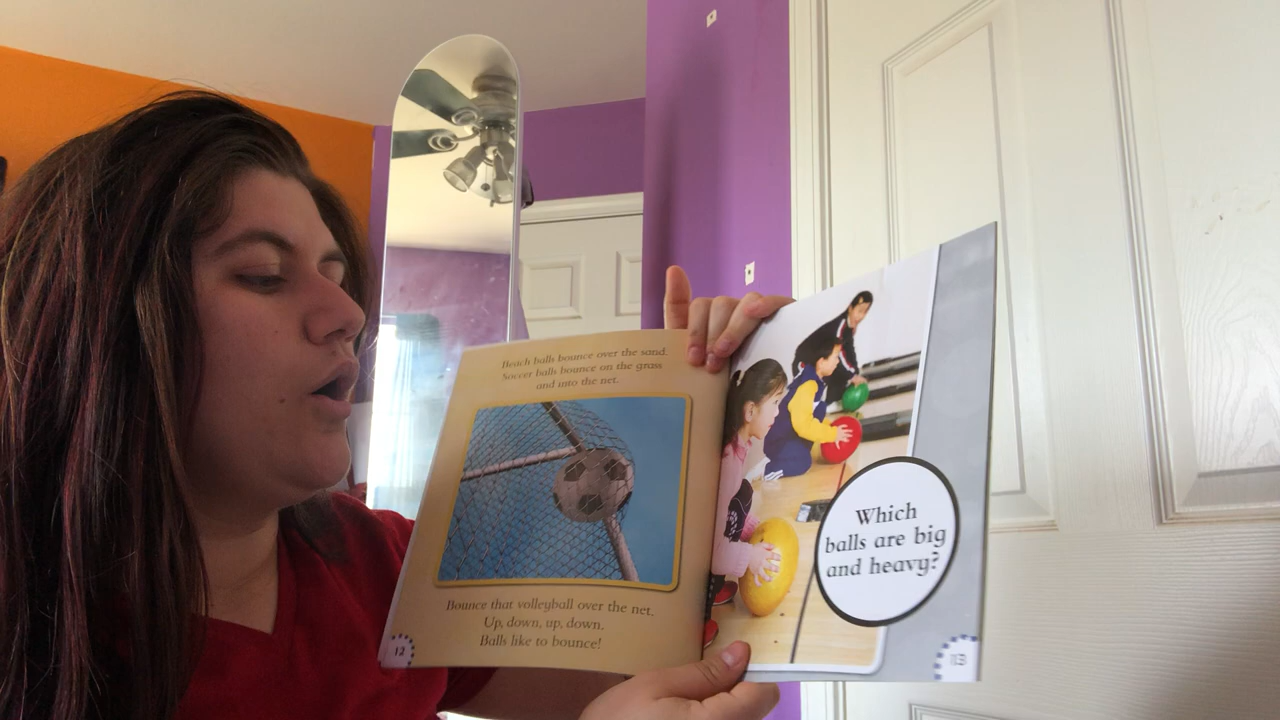 Beach balls bounce over the sand.
Soccer balls bounce on the grass
and into the net.
Bounce that volleyball over the net.
Up, down, up, down,
Balls like to bounce!
12
Which
balls are big
and heavy?
13